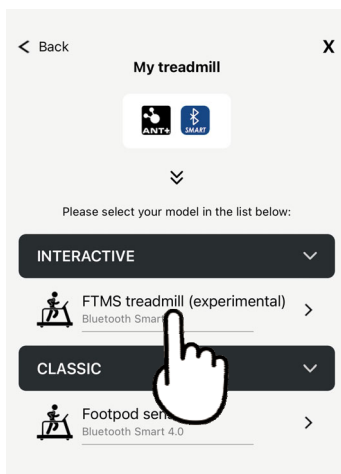 Back
X
My treadmill
ANT+
SMART
Please select your model in the list below:
INTERACTIVE
FTMS treadmill (experimental)
Bluetooth Smart
CLASSIC
Footpod
Bluetooth Smart 4.0